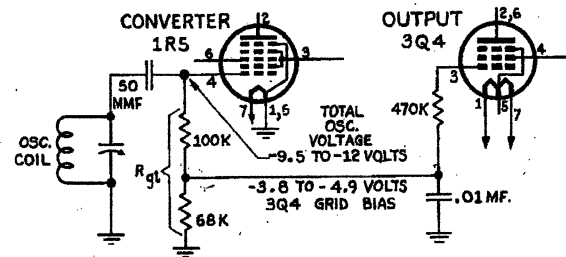 CONVERTER
1R5
OUTPUT
3Q4
2
6
3
4
7
1,5
2,6
4
3
1
5
7
50
MMF
OSC.
COIL
TOTAL
OSC.
VOLTAGE
-9.5 TO -12 VOLTS
100K
470K
Rg1
-3.8 TO -4.9 VOLTS
3Q4 GRID BIAS
68K
.01 MF.